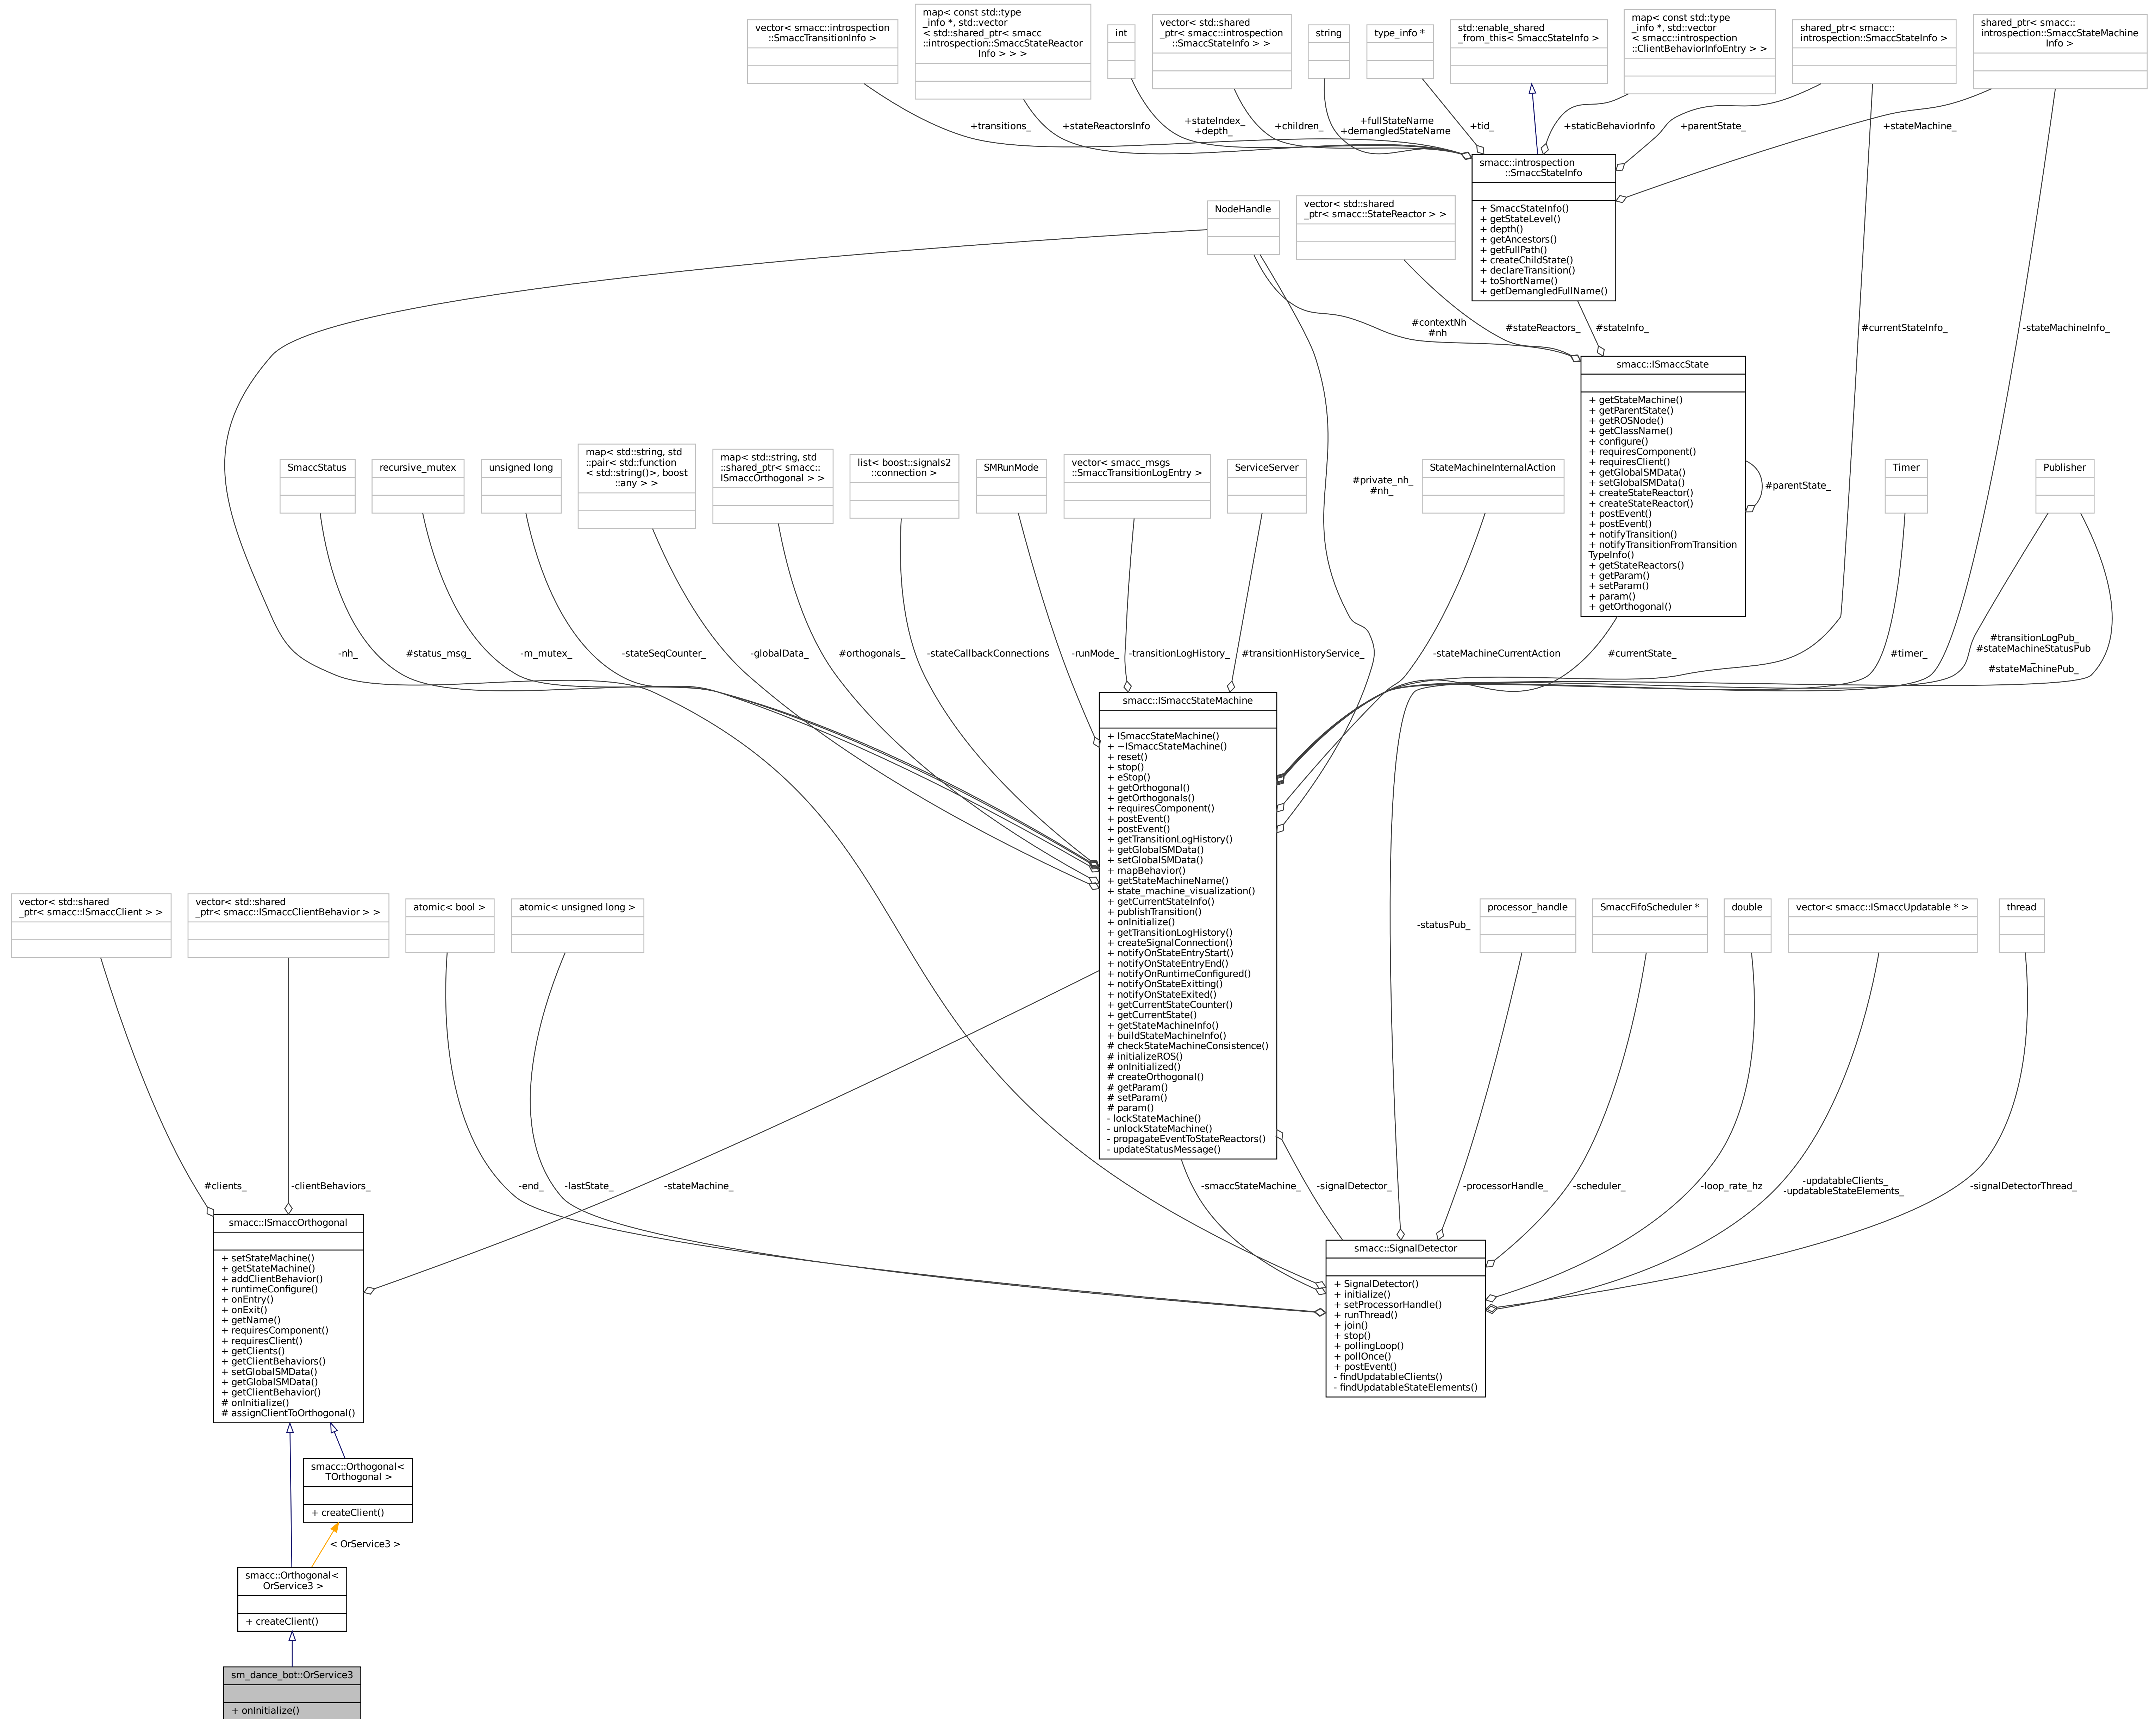 vector< smacc::introspection
::SmaccTransitionInfo >
map< const std::type
_info *, std::vector
< std::shared_ptr< smacc
::introspection::SmaccStateReactor
Info > > >
int
vector< std::shared
_ptr< smacc::introspection
::SmaccStateInfo > >
string
type_info *
std::enable_shared
_from_this< SmaccStateInfo >
map< const std::type
_info *, std::vector
< smacc::introspection
::ClientBehaviorInfoEntry > >
shared_ptr< smacc::
introspection::SmaccStateInfo >
shared_ptr< smacc::
introspection::SmaccStateMachine
Info >
+transitions_
+stateReactorsInfo
+stateIndex_
+depth_
+children_
+fullStateName
+demangledStateName
+tid_
+staticBehaviorInfo
+parentState_
+stateMachine_
smacc::introspection
::SmaccStateInfo
+ SmaccStateInfo()
+ getStateLevel()
+ depth()
+ getAncestors()
+ getFullPath()
+ createChildState()
+ declareTransition()
+ toShortName()
+ getDemangledFullName()
NodeHandle
vector< std::shared
_ptr< smacc::StateReactor > >
#contextNh
#nh
#stateReactors_
#stateInfo_
#currentStateInfo_
-stateMachineInfo_
smacc::ISmaccState
+ getStateMachine()
+ getParentState()
+ getROSNode()
+ getClassName()
+ configure()
+ requiresComponent()
+ requiresClient()
+ getGlobalSMData()
+ setGlobalSMData()
+ createStateReactor()
+ createStateReactor()
+ postEvent()
+ postEvent()
+ notifyTransition()
+ notifyTransitionFromTransition
TypeInfo()
+ getStateReactors()
+ getParam()
+ setParam()
+ param()
+ getOrthogonal()
#parentState_
SmaccStatus
recursive_mutex
unsigned long
map< std::string, std
::pair< std::function
< std::string()>, boost
::any > >
map< std::string, std
::shared_ptr< smacc::
ISmaccOrthogonal > >
list< boost::signals2
::connection >
SMRunMode
vector< smacc_msgs
::SmaccTransitionLogEntry >
ServiceServer
#private_nh_
#nh_
StateMachineInternalAction
Timer
Publisher
-nh_
#status_msg_
-m_mutex_
-stateSeqCounter_
-globalData_
#orthogonals_
-stateCallbackConnections
-runMode_
-transitionLogHistory_
#transitionHistoryService_
-stateMachineCurrentAction
#currentState_
#timer_
#transitionLogPub_
#stateMachineStatusPub
_
#stateMachinePub_
smacc::ISmaccStateMachine
+ ISmaccStateMachine()
+ ~ISmaccStateMachine()
+ reset()
+ stop()
+ eStop()
+ getOrthogonal()
+ getOrthogonals()
+ requiresComponent()
+ postEvent()
+ postEvent()
+ getTransitionLogHistory()
+ getGlobalSMData()
+ setGlobalSMData()
+ mapBehavior()
+ getStateMachineName()
+ state_machine_visualization()
+ getCurrentStateInfo()
+ publishTransition()
+ onInitialize()
+ getTransitionLogHistory()
+ createSignalConnection()
+ notifyOnStateEntryStart()
+ notifyOnStateEntryEnd()
+ notifyOnRuntimeConfigured()
+ notifyOnStateExitting()
+ notifyOnStateExited()
+ getCurrentStateCounter()
+ getCurrentState()
+ getStateMachineInfo()
+ buildStateMachineInfo()
# checkStateMachineConsistence()
# initializeROS()
# onInitialized()
# createOrthogonal()
# getParam()
# setParam()
# param()
- lockStateMachine()
- unlockStateMachine()
- propagateEventToStateReactors()
- updateStatusMessage()
vector< std::shared
_ptr< smacc::ISmaccClient > >
vector< std::shared
_ptr< smacc::ISmaccClientBehavior > >
atomic< bool >
atomic< unsigned long >
-statusPub_
processor_handle
SmaccFifoScheduler *
double
vector< smacc::ISmaccUpdatable * >
thread
#clients_
-clientBehaviors_
-end_
-lastState_
-stateMachine_
-smaccStateMachine_
-signalDetector_
-processorHandle_
-scheduler_
-loop_rate_hz
-updatableClients_
-updatableStateElements_
-signalDetectorThread_
smacc::ISmaccOrthogonal
+ setStateMachine()
+ getStateMachine()
+ addClientBehavior()
+ runtimeConfigure()
+ onEntry()
+ onExit()
+ getName()
+ requiresComponent()
+ requiresClient()
+ getClients()
+ getClientBehaviors()
+ setGlobalSMData()
+ getGlobalSMData()
+ getClientBehavior()
# onInitialize()
# assignClientToOrthogonal()
smacc::SignalDetector
+ SignalDetector()
+ initialize()
+ setProcessorHandle()
+ runThread()
+ join()
+ stop()
+ pollingLoop()
+ pollOnce()
+ postEvent()
- findUpdatableClients()
- findUpdatableStateElements()
smacc::Orthogonal<
TOrthogonal >
+ createClient()
< OrService3 >
smacc::Orthogonal<
OrService3 >
+ createClient()
sm_dance_bot::OrService3
+ onInitialize()